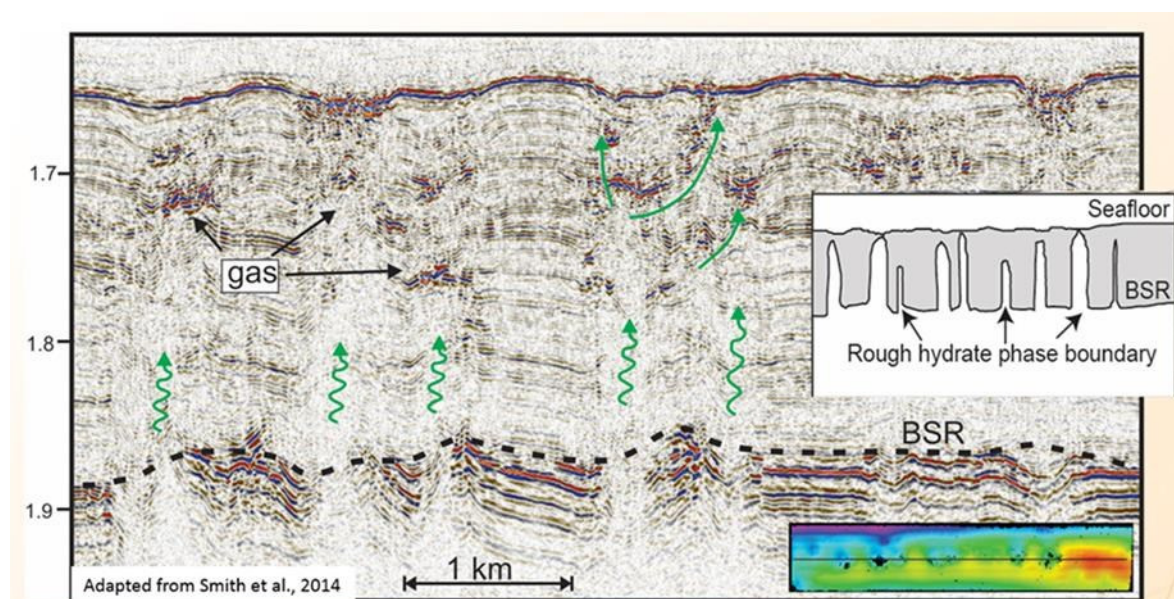 1.7
gas
Seafloor
BSR
Rough hydrate phase boundary
1.8
BSR
1.9
1 km
Adapted from Smith et al., 2014